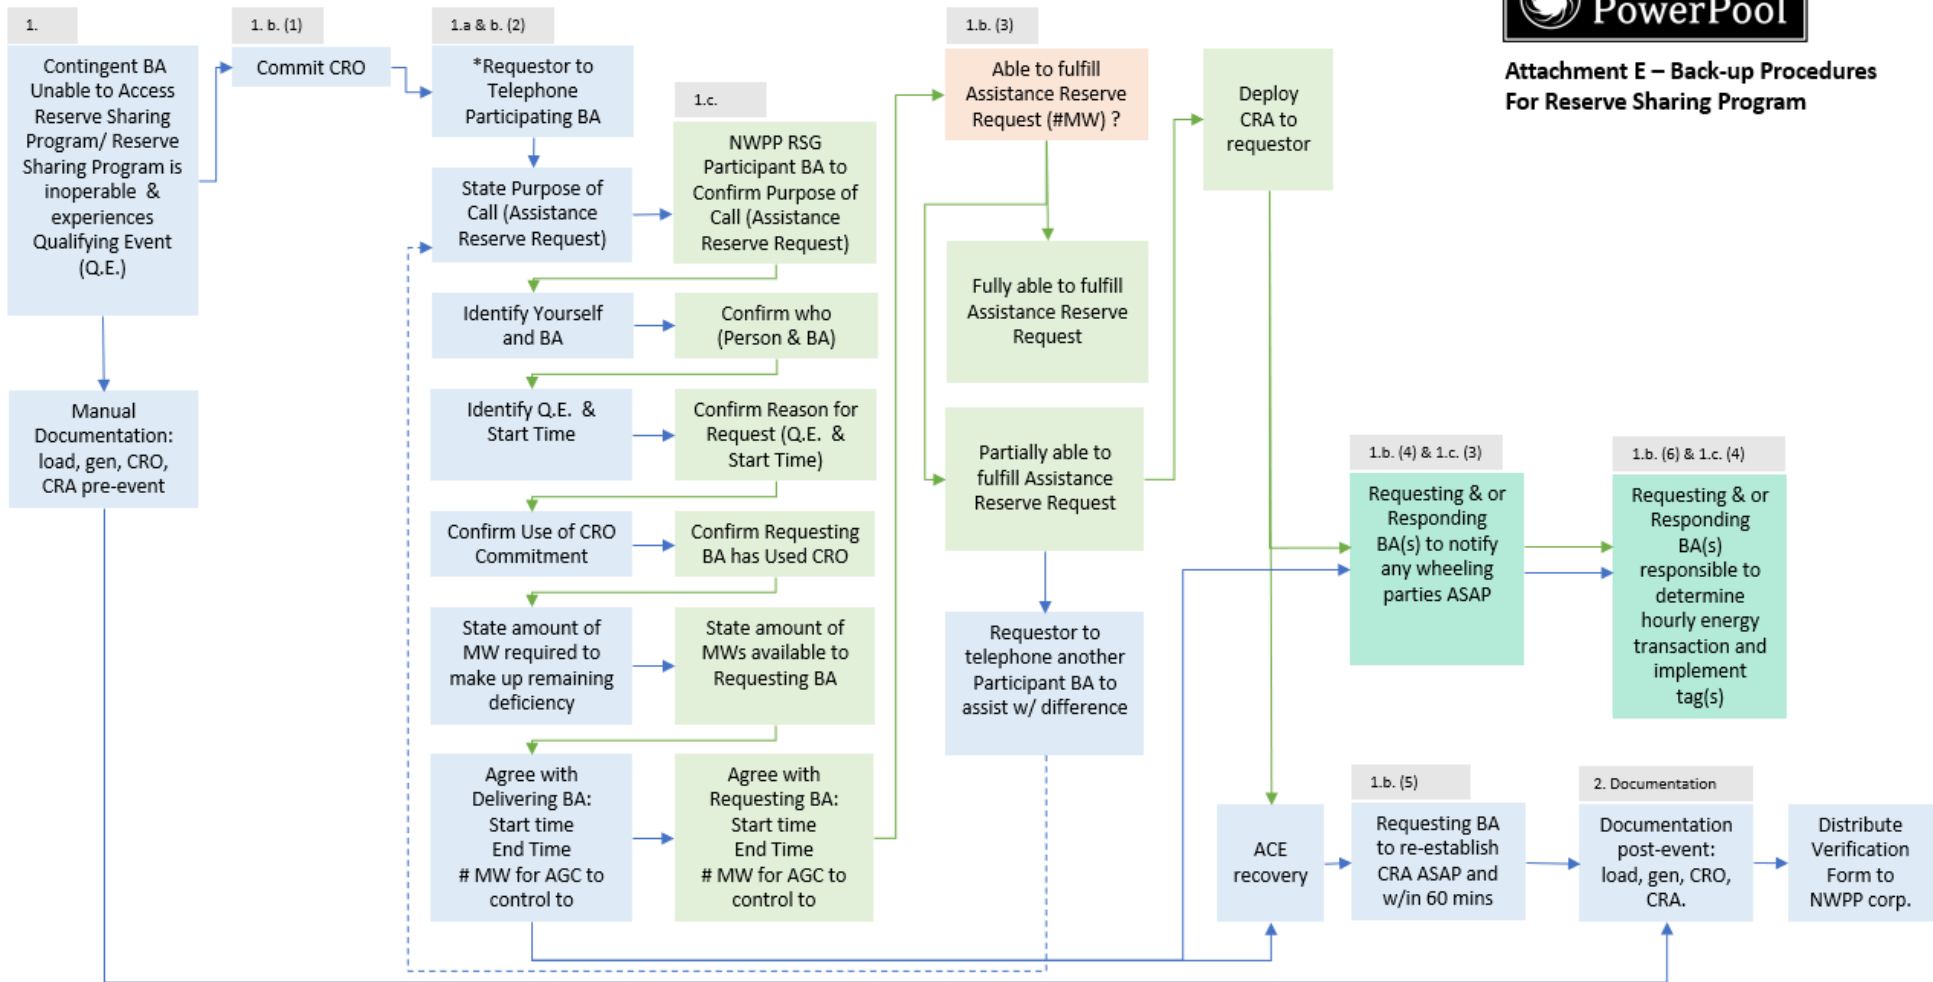 1.
Contingent BA
Unable to Access
Reserve Sharing
Program/ Reserve
Sharing Program is
inoperable &
experiences
Qualifying Event
(Q.E.)
Manual
Documentation:
load, gen, CRO,
CRA pre-event
1. b. (1)
Commit CRO
1.a & b. (2)
*Requestor to
Telephone
Participating BA
State Purpose of
Call (Assistance
Reserve Request)
Identify Yourself
and BA
Identify Q.E. &
Start Time
Confirm Use of CRO
Commitment
State amount of
MW required to
make up remaining
deficiency
Agree with
Delivering BA:
Start time
End Time
# MW for AGC to
control to
1.c.
NWPP RSG
Participant BA to
Confirm Purpose of
Call (Assistance
Reserve Request)
Confirm who
(Person & BA)
Confirm Reason for
Request (Q.E. &
Start Time)
Confirm Requesting
BA has Used CRO
State amount of
MWs available to
Requesting BA
Agree with
Requesting BA:
Start time
End Time
# MW for AGC to
control to
1.b. (3)
Able to fulfill
Assistance Reserve
Request (#MW) ?
Fully able to fulfill
Assistance Reserve
Request
Partially able to
fulfill Assistance
Reserve Request
Requestor to
telephone another
Participant BA to
assist w/ difference
Deploy
CRA to
requestor
PowerPool
Attachment E – Back-up Procedures
For Reserve Sharing Program
1.b. (4) & 1.c. (3)
Requesting & or
Responding
BA(s) to notify
any wheeling
parties ASAP
1.b. (6) & 1.c. (4)
Requesting & or
Responding
BA(s)
responsible to
determine
hourly energy
transaction and
implement
tag(s)
ACE
recovery
1.b. (5)
Requesting BA
to re-establish
CRA ASAP and
w/in 60 mins
2. Documentation
Documentation
post-event:
load, gen, CRO,
CRA.
Distribute
Verification
Form to
NWPP corp.